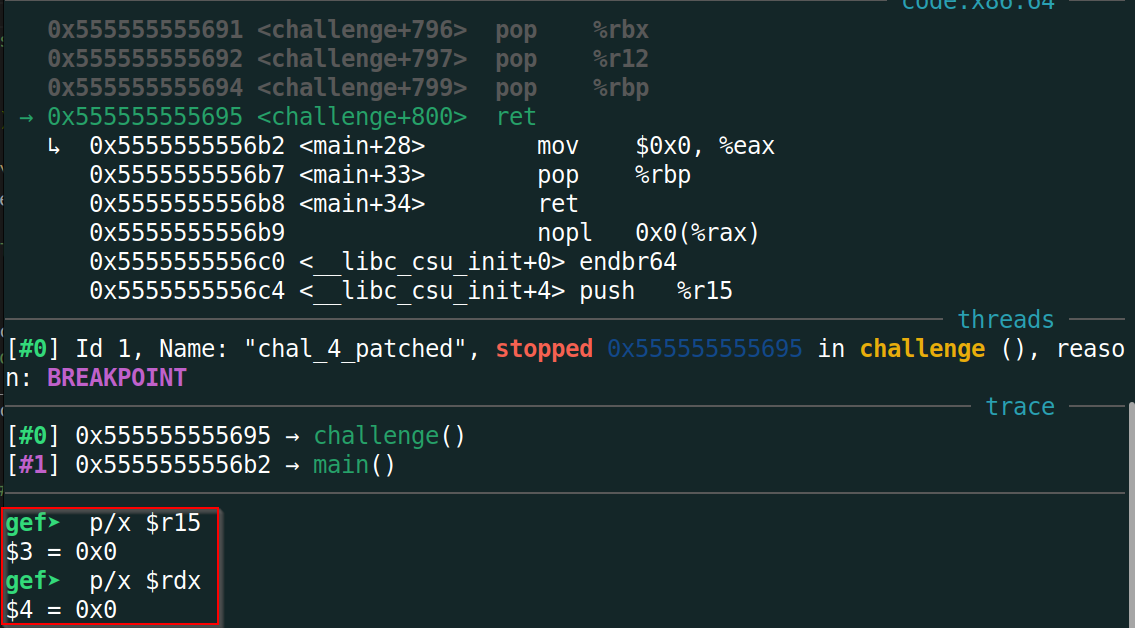 code:x86:64
0x555555555691 <challenge+796> pop %rbx
0x555555555692 <challenge+797> pop %r12
0x555555555694 <challenge+799> pop %rbp
→ 0x555555555695 <challenge+800> ret
↳ 0x5555555556b2 <main+28> mov $0x0, %eax
0x5555555556b7 <main+33> pop %rbp
0x5555555556b8 <main+34> ret
0x5555555556b9 nopl 0x0(%rax)
0x5555555556c0 <__libc_csu_init+0> endbr64
0x5555555556c4 <__libc_csu_init+4> push %r15
threads
[#0] Id 1, Name: "chal_4_patched", stopped 0x555555555695 in challenge (), reaso
n: BREAKPOINT
trace
[#0] 0x555555555695 → challenge()
[#1] 0x5555555556b2 → main()
gef➤ p/x $r15
$3 = 0x0
gef➤ p/x $rdx
$4 = 0x0